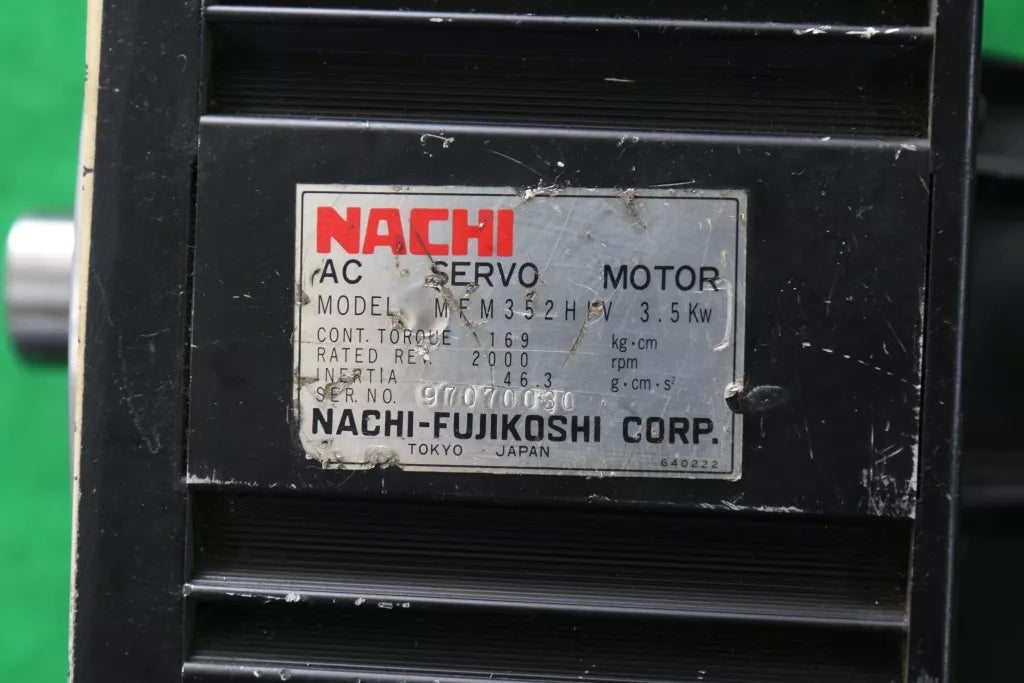 NACHI
AC SERVO MOTOR
MODEL MFM352HIV 3.5Kw
CONT. TORQUE 169 kg·cm
RATED REV. 2000 rpm
INERTIA 46.3 g·cm·s²
SER. NO. 97070030
NACHI-FUJIKOSHI CORP.
TOKYO JAPAN
640222